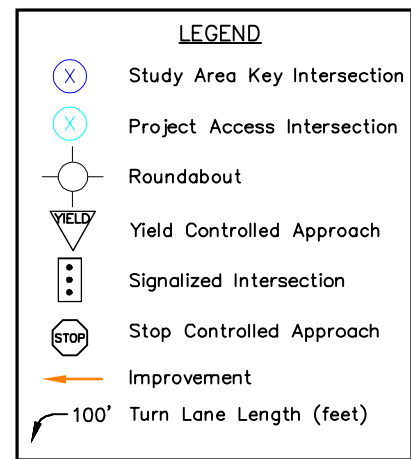 LEGEND
X Study Area Key Intersection
X Project Access Intersection
Roundabout
YIELD Yield Controlled Approach
Signalized Intersection
STOP Stop Controlled Approach
Improvement
100' Turn Lane Length (feet)